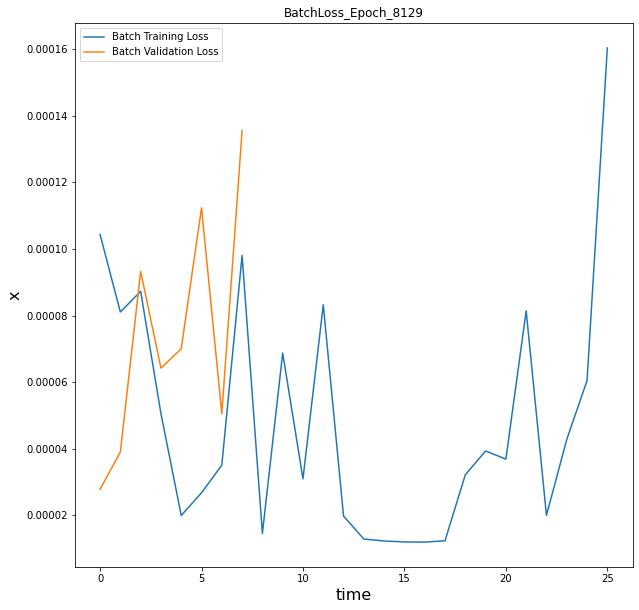 BatchLoss_Epoch_8129
Batch Training Loss
Batch Validation Loss
0.00016
0.00014
0.00012
0.00010
0.00008
0.00006
0.00004
0.00002
x
0 5 10 15 20 25
time